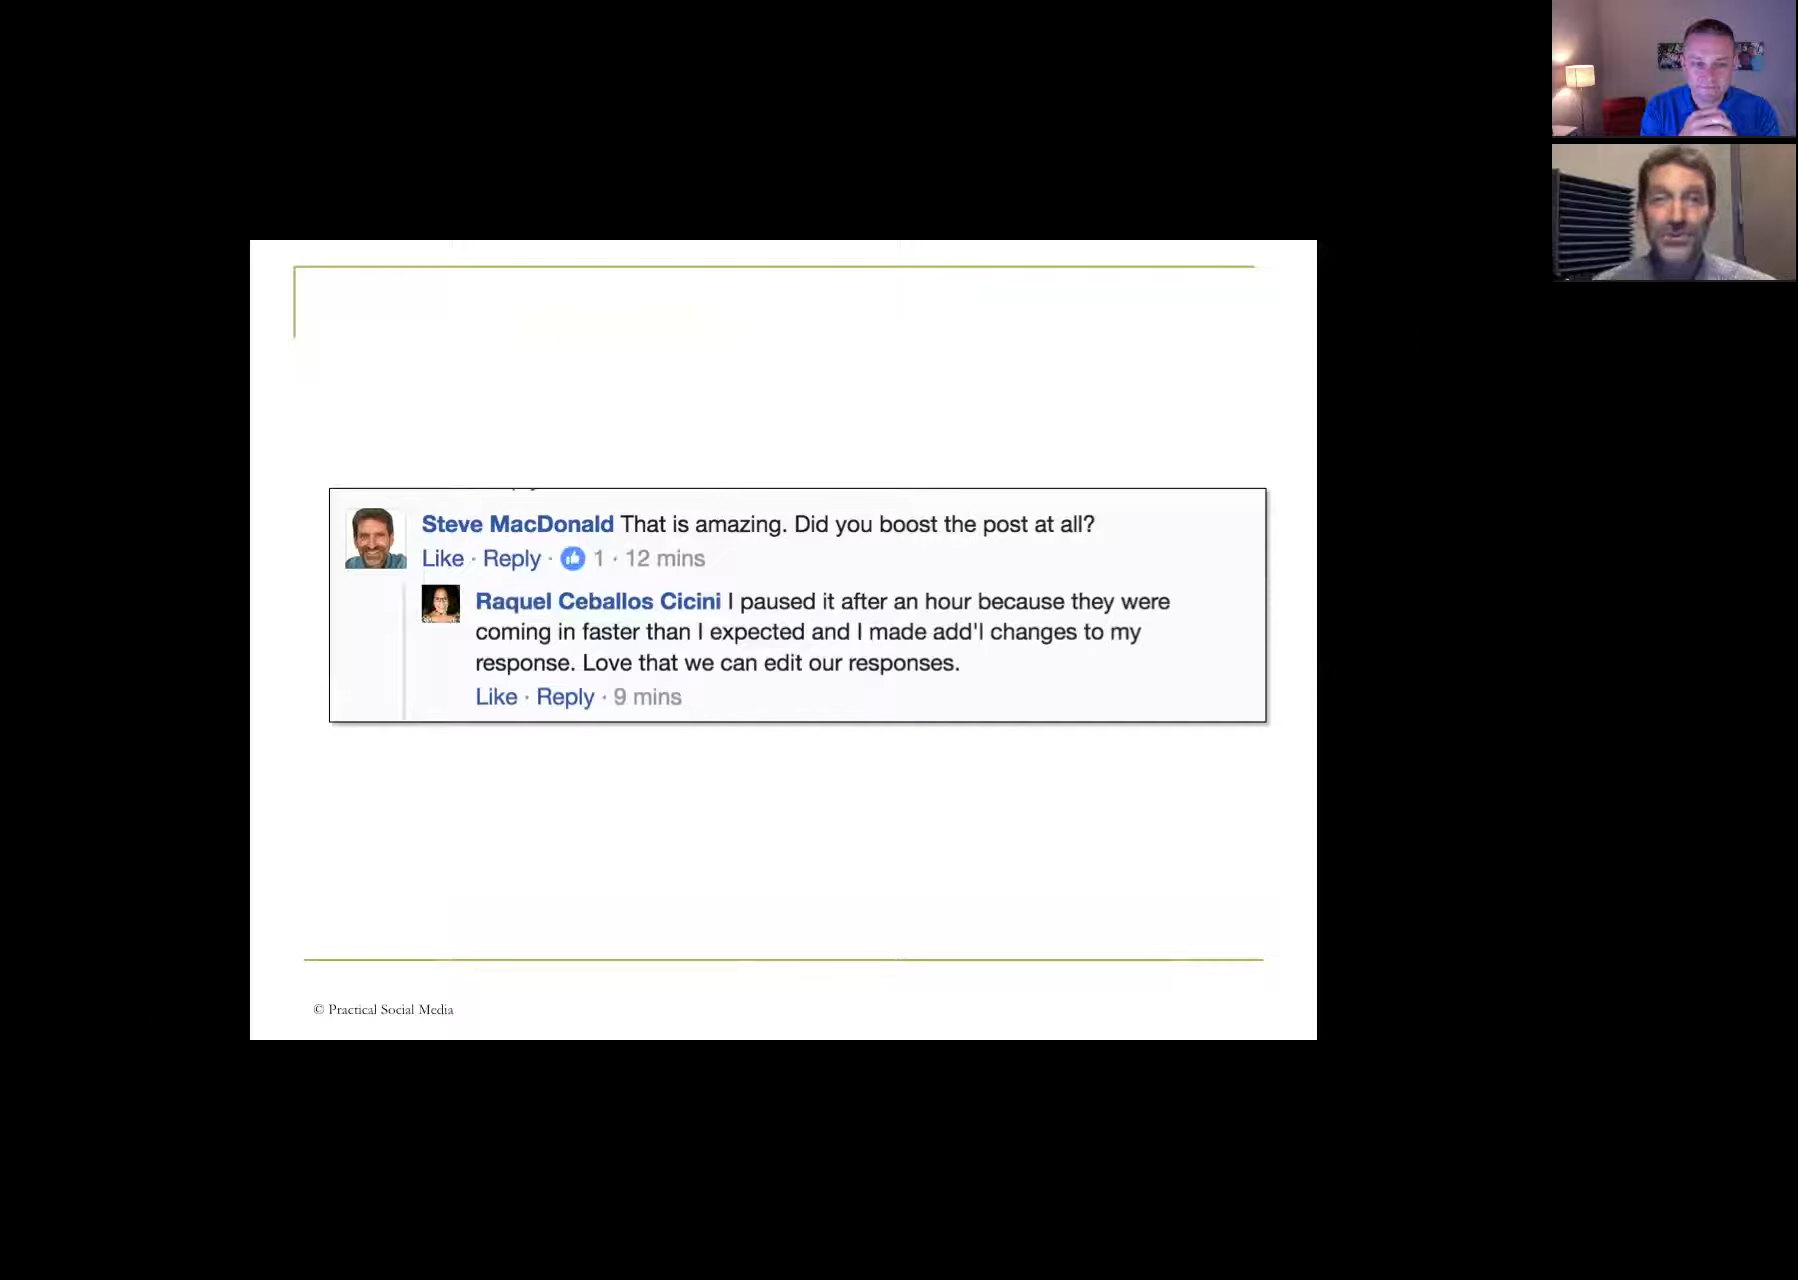 Steve MacDonald That is amazing. Did you boost the post at all?
Like · Reply · 1 · 12 mins
Raquel Ceballos Cicini I paused it after an hour because they were
coming in faster than I expected and I made add'l changes to my
response. Love that we can edit our responses.
Like · Reply · 9 mins
© Practical Social Media